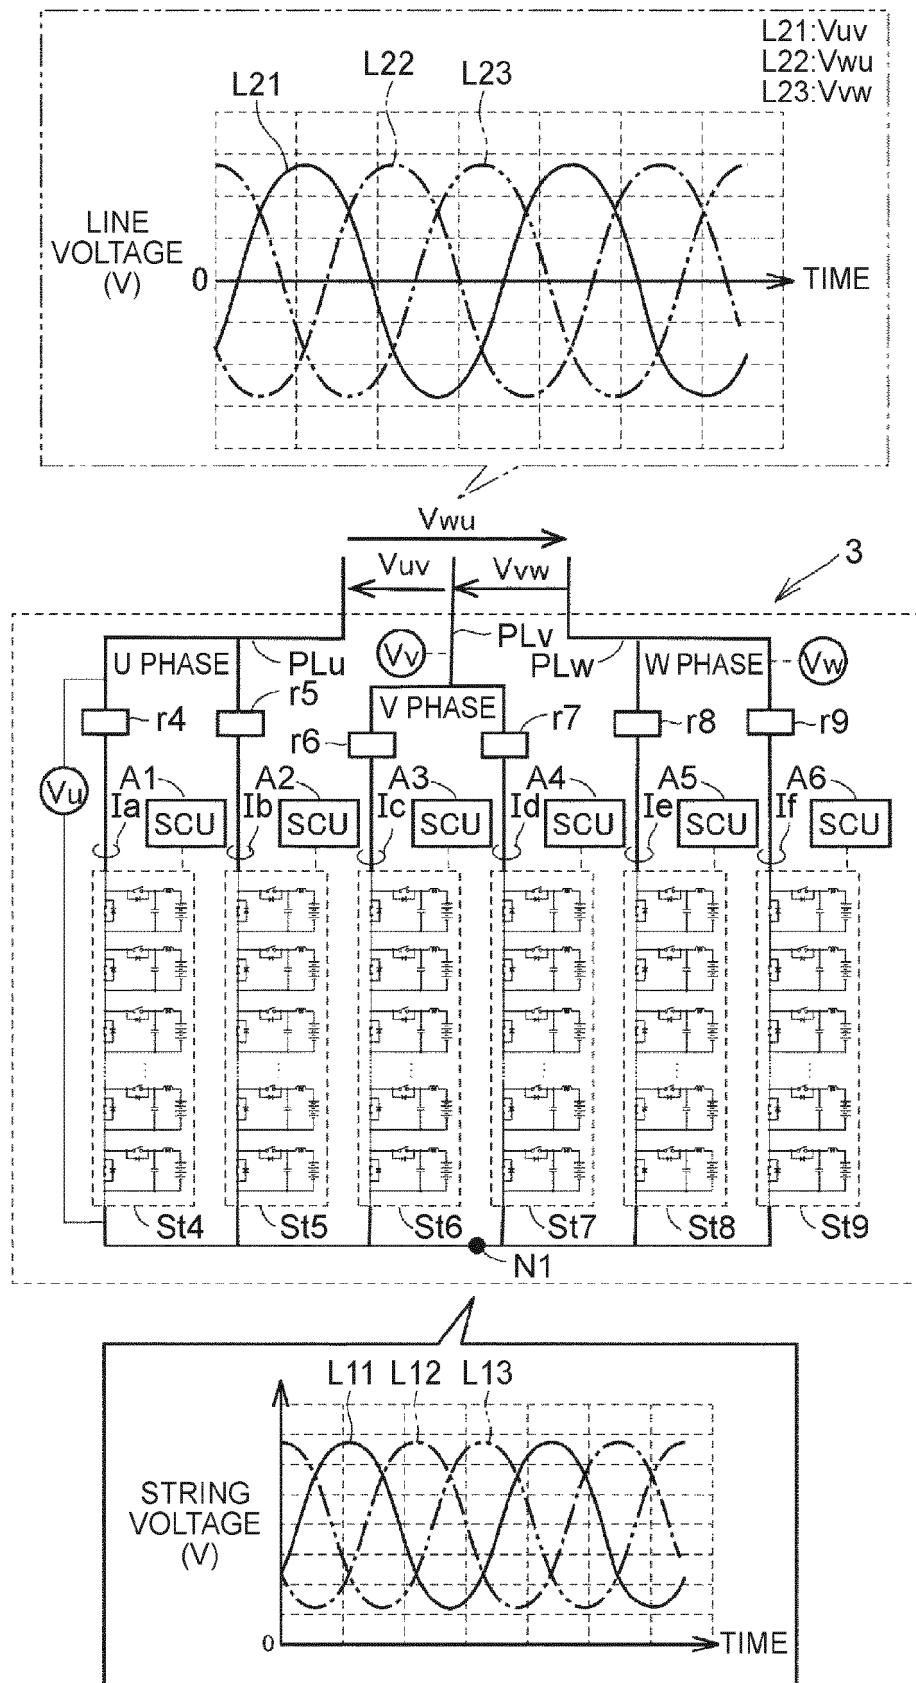 L21:Vuv
L22:Vwu
L23:Vvw
L21
L22
L23
LINE
VOLTAGE
(V)
0
TIME
Vwu
Vuv
Vvw
3
PLu
PLv
PLw
Vv
Vw
U PHASE
V PHASE
W PHASE
r4
r5
r6
r7
r8
r9
Vu
A1
A2
A3
A4
A5
A6
Ia
Ib
Ic
Id
Ie
If
SCU
SCU
SCU
SCU
SCU
SCU
St4
St5
St6
St7
St8
St9
N1
L11
L12
L13
STRING
VOLTAGE
(V)
0
TIME